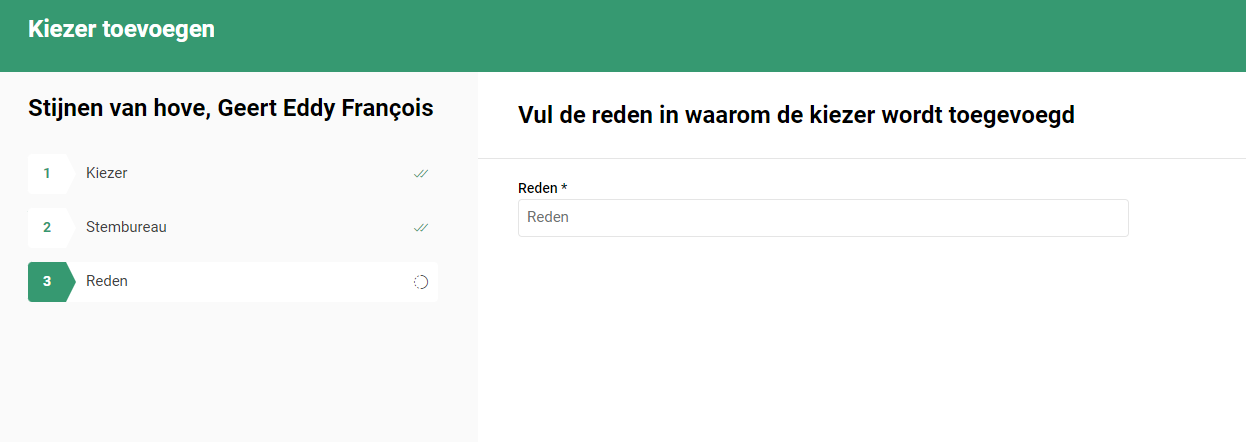 Kiezer toevoegen
Stijnen van hove, Geert Eddy François
1 Kiezer
2 Stembureau
3 Reden
Vul de reden in waarom de kiezer wordt toegevoegd
Reden *
Reden